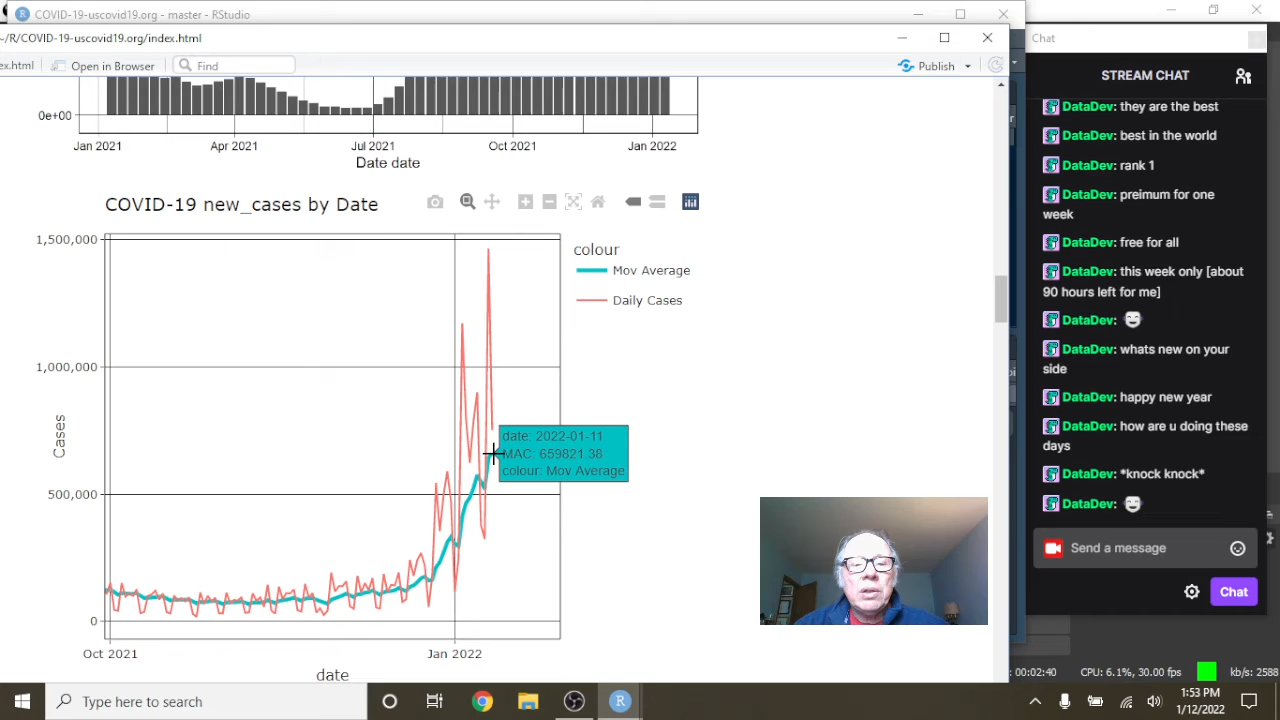 COVID-19-uscovid19.org - master - RStudio
~/R/COVID-19-uscovid19.org/index.html
ex.html
Open in Browser
Find
Publish
0e+00
Jan 2021
Apr 2021
Jul 2021
Oct 2021
Jan 2022
Date date
COVID-19 new_cases by Date
1,500,000
1,000,000
500,000
0
Cases
Oct 2021
Jan 2022
date
colour
Mov Average
Daily Cases
date: 2022-01-11
MAC: 659821.38
colour: Mov Average
Chat
STREAM CHAT
DataDev: they are the best
DataDev: best in the world
DataDev: rank 1
DataDev: preimum for one
week
DataDev: free for all
DataDev: this week only [about
90 hours left for me]
DataDev:
DataDev: whats new on your
side
DataDev: happy new year
DataDev: how are u doing these
days
DataDev: *knock knock*
DataDev:
Send a message
Chat
00:02:40
CPU: 6.1%, 30.00 fps
kb/s: 2588
Type here to search
1:53 PM
1/12/2022